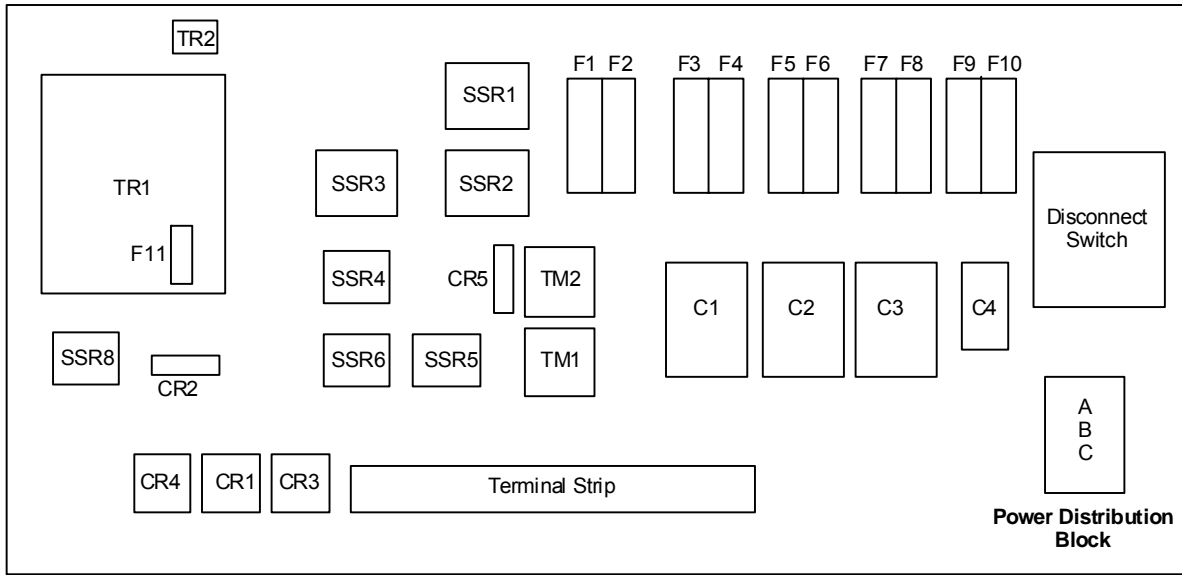 TR2
F1 F2 F3 F4 F5 F6 F7 F8 F9 F10
SSR1
TR1
SSR3
SSR2
Disconnect
Switch
F11
SSR4
CR5
TM2
C1
C2
C3
C4
SSR8
CR2
SSR6
SSR5
TM1
A
B
C
CR4
CR1
CR3
Terminal Strip
Power Distribution
Block